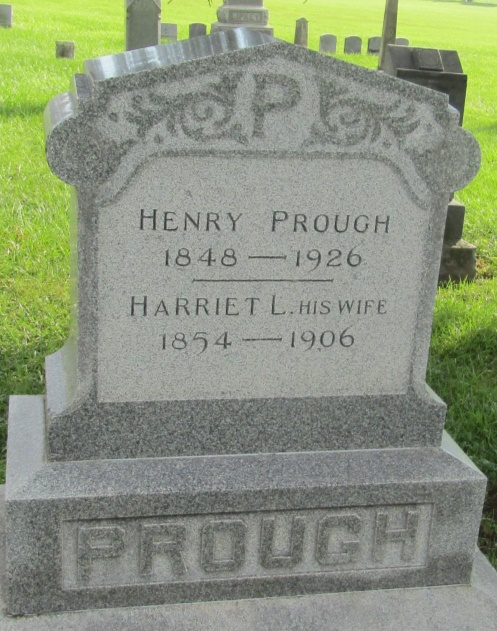 P
HENRY PROUGH
1848 — 1926
HARRIET L. HIS WIFE
1854 — 1906
PROUGH